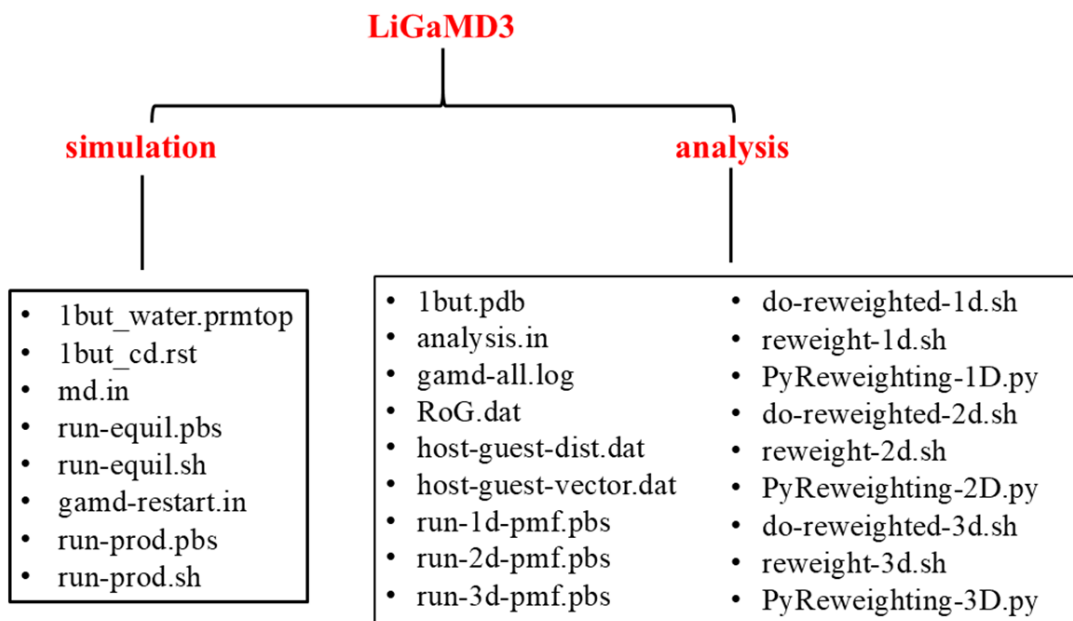 LiGaMD3
simulation
analysis
• 1but_water.prmtop
• 1but_cd.rst
• md.in
• run-equil.pbs
• run-equil.sh
• gamd-restart.in
• run-prod.pbs
• run-prod.sh
• 1but.pdb
• analysis.in
• gamd-all.log
• RoG.dat
• host-guest-dist.dat
• host-guest-vector.dat
• run-1d-pmf.pbs
• run-2d-pmf.pbs
• run-3d-pmf.pbs
• do-reweighted-1d.sh
• reweight-1d.sh
• PyReweighting-1D.py
• do-reweighted-2d.sh
• reweight-2d.sh
• PyReweighting-2D.py
• do-reweighted-3d.sh
• reweight-3d.sh
• PyReweighting-3D.py